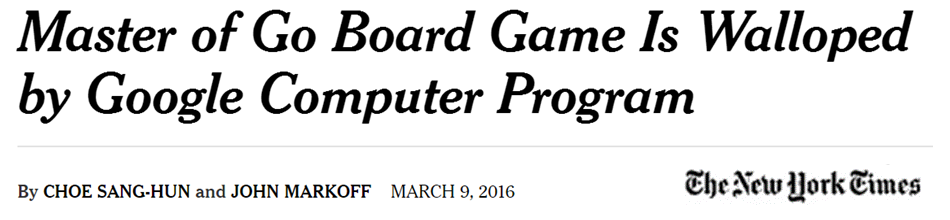 Master of Go Board Game Is Walloped
by Google Computer Program
By CHOE SANG-HUN and JOHN MARKOFF MARCH 9, 2016
The New York Times